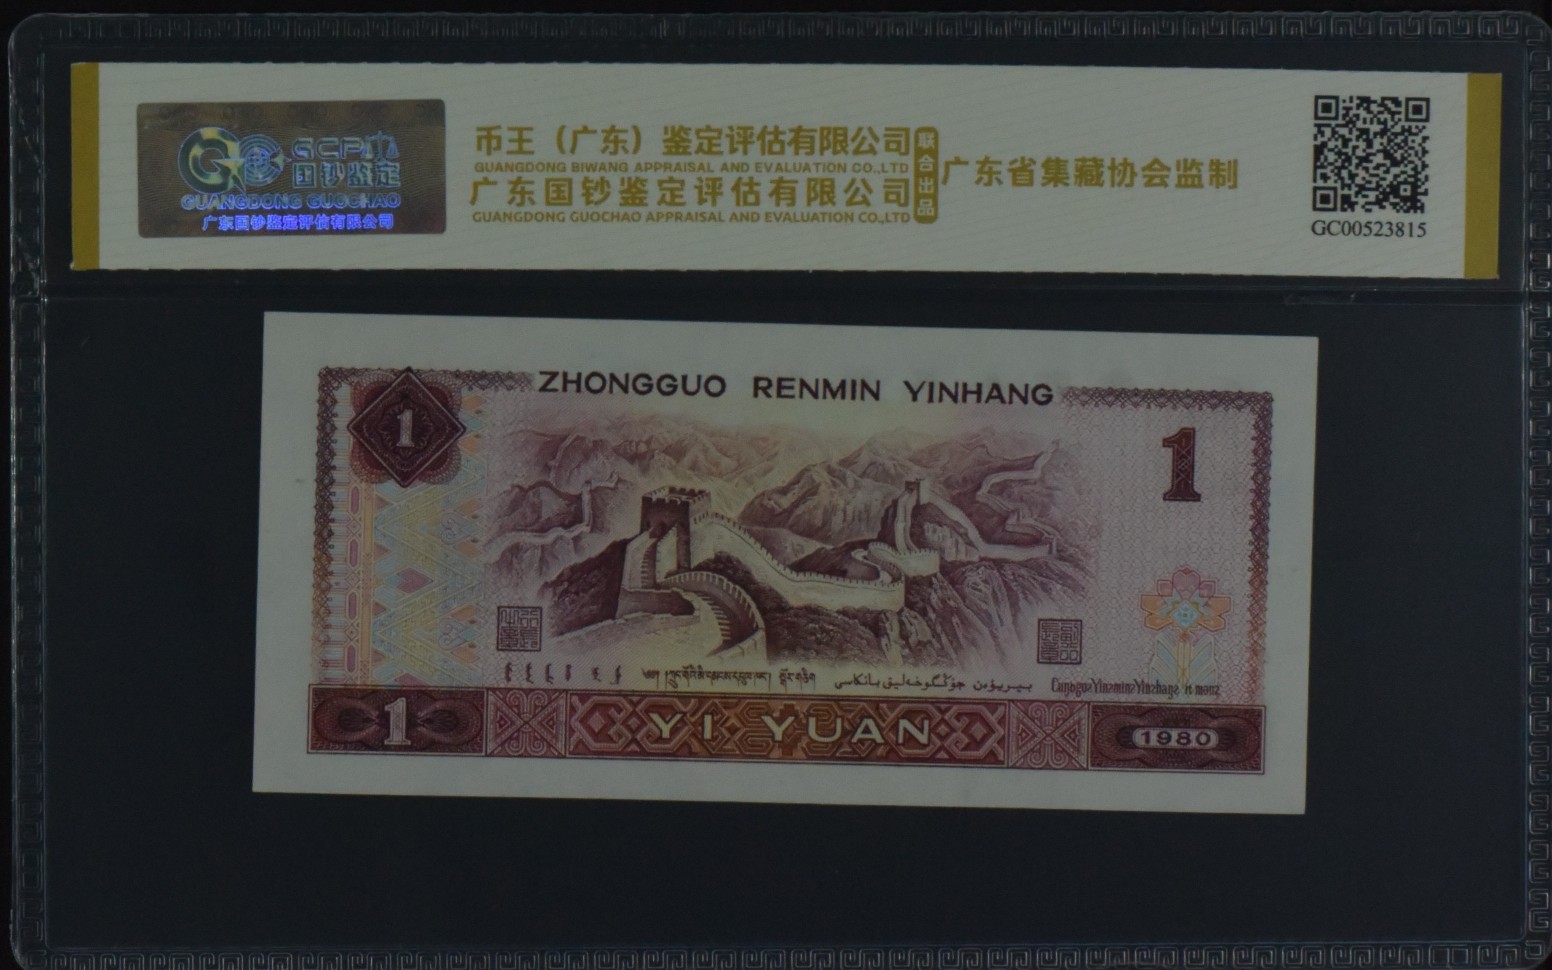 GCPJA
国钞鉴定
GUANGDONG GUOCHAO
广东国钞鉴定评估有限公司
币王（广东）鉴定评估有限公司
GUANGDONG BIWANG APPRAISAL AND EVALUATION CO.,LTD
广东国钞鉴定评估有限公司
GUANGDONG GUOCHAO APPRAISAL AND EVALUATION CO.,LTD
联合出品
广东省集藏协会监制
GC00523815
ZHONGGUO RENMIN YINHANG
1
1
1
YI YUAN
1980